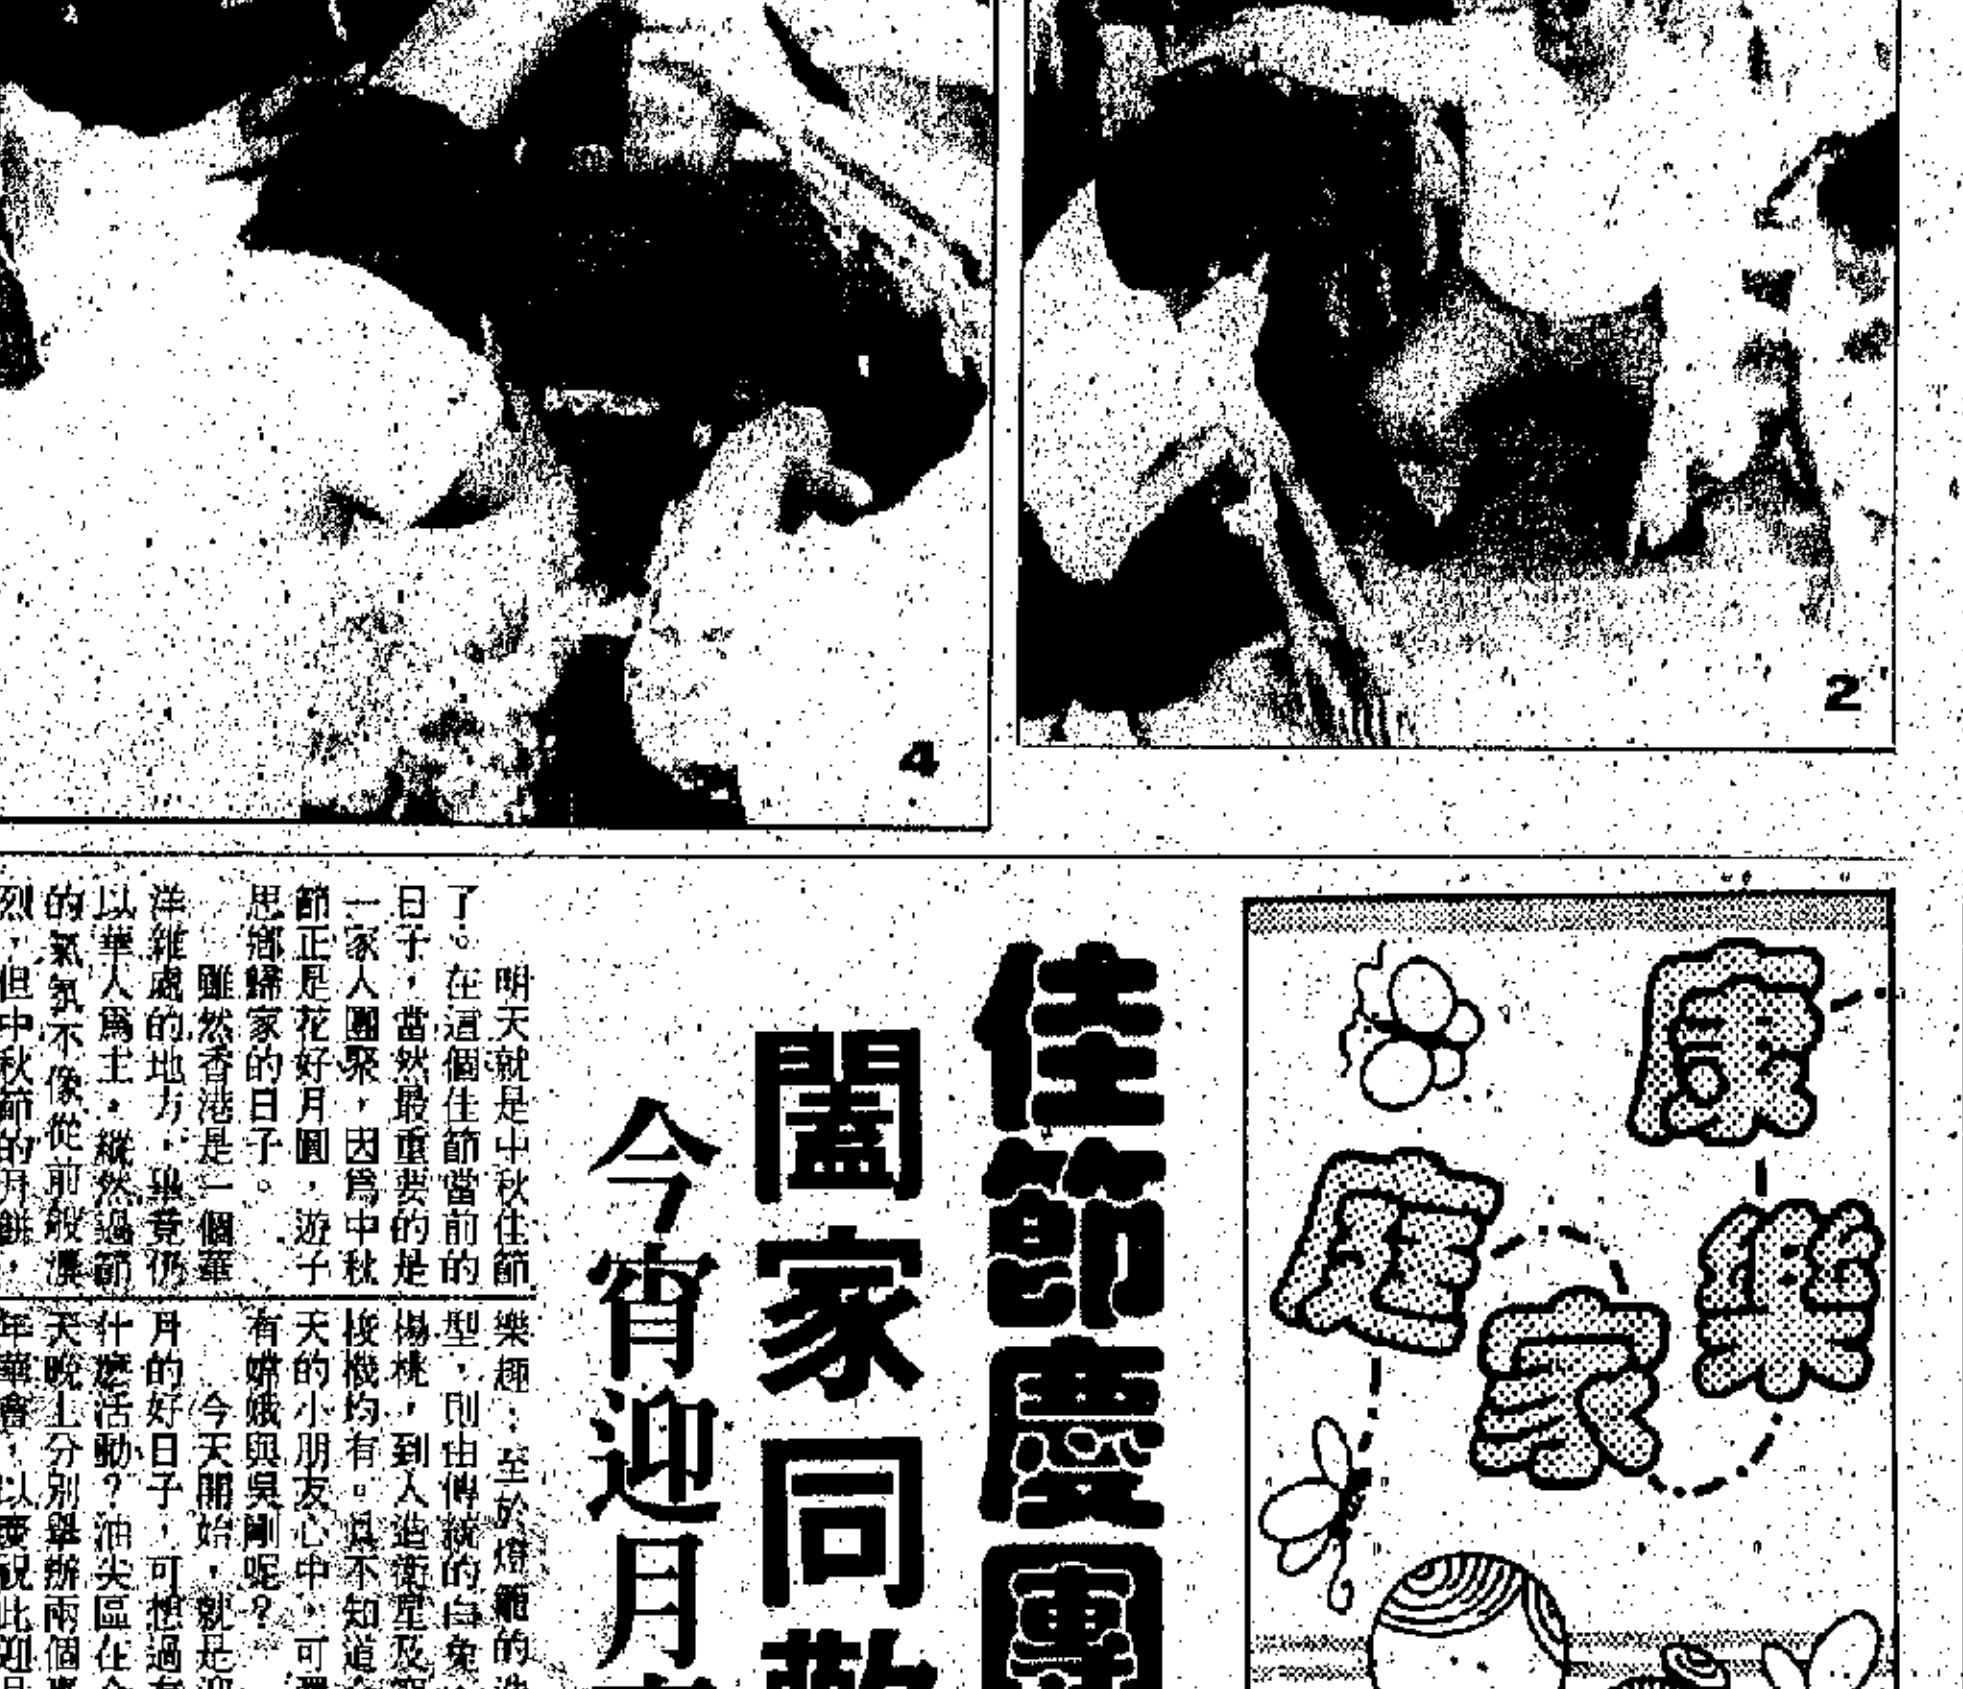 4
2
康樂
家庭
佳節慶團
闔家同歡
今宵迎月
明天就是中秋佳節
了。在這個佳節當前的
日子，當然最重要的是
一家人團聚，因爲中秋
節正是花好月圓，遊子
思鄉歸家的日子。
雖然香港是一個華
洋雜處的地方，畢竟仍
以華人爲主，縱然過節
的氣氛不像從前般濃
烈，但中秋節的月餅，
樂趣，至於燈籠的
型，則由傳統的白兔
楊桃，到人造衛星及
梭機均有。真不知道
天的小朋友心中，可還
有嫦娥與吳剛呢？
今天開始，就是迎
月的好日子，可想過有
什麼活動？油尖區在今
天晚上分別舉辦兩個
年華會，以慶祝此迎月